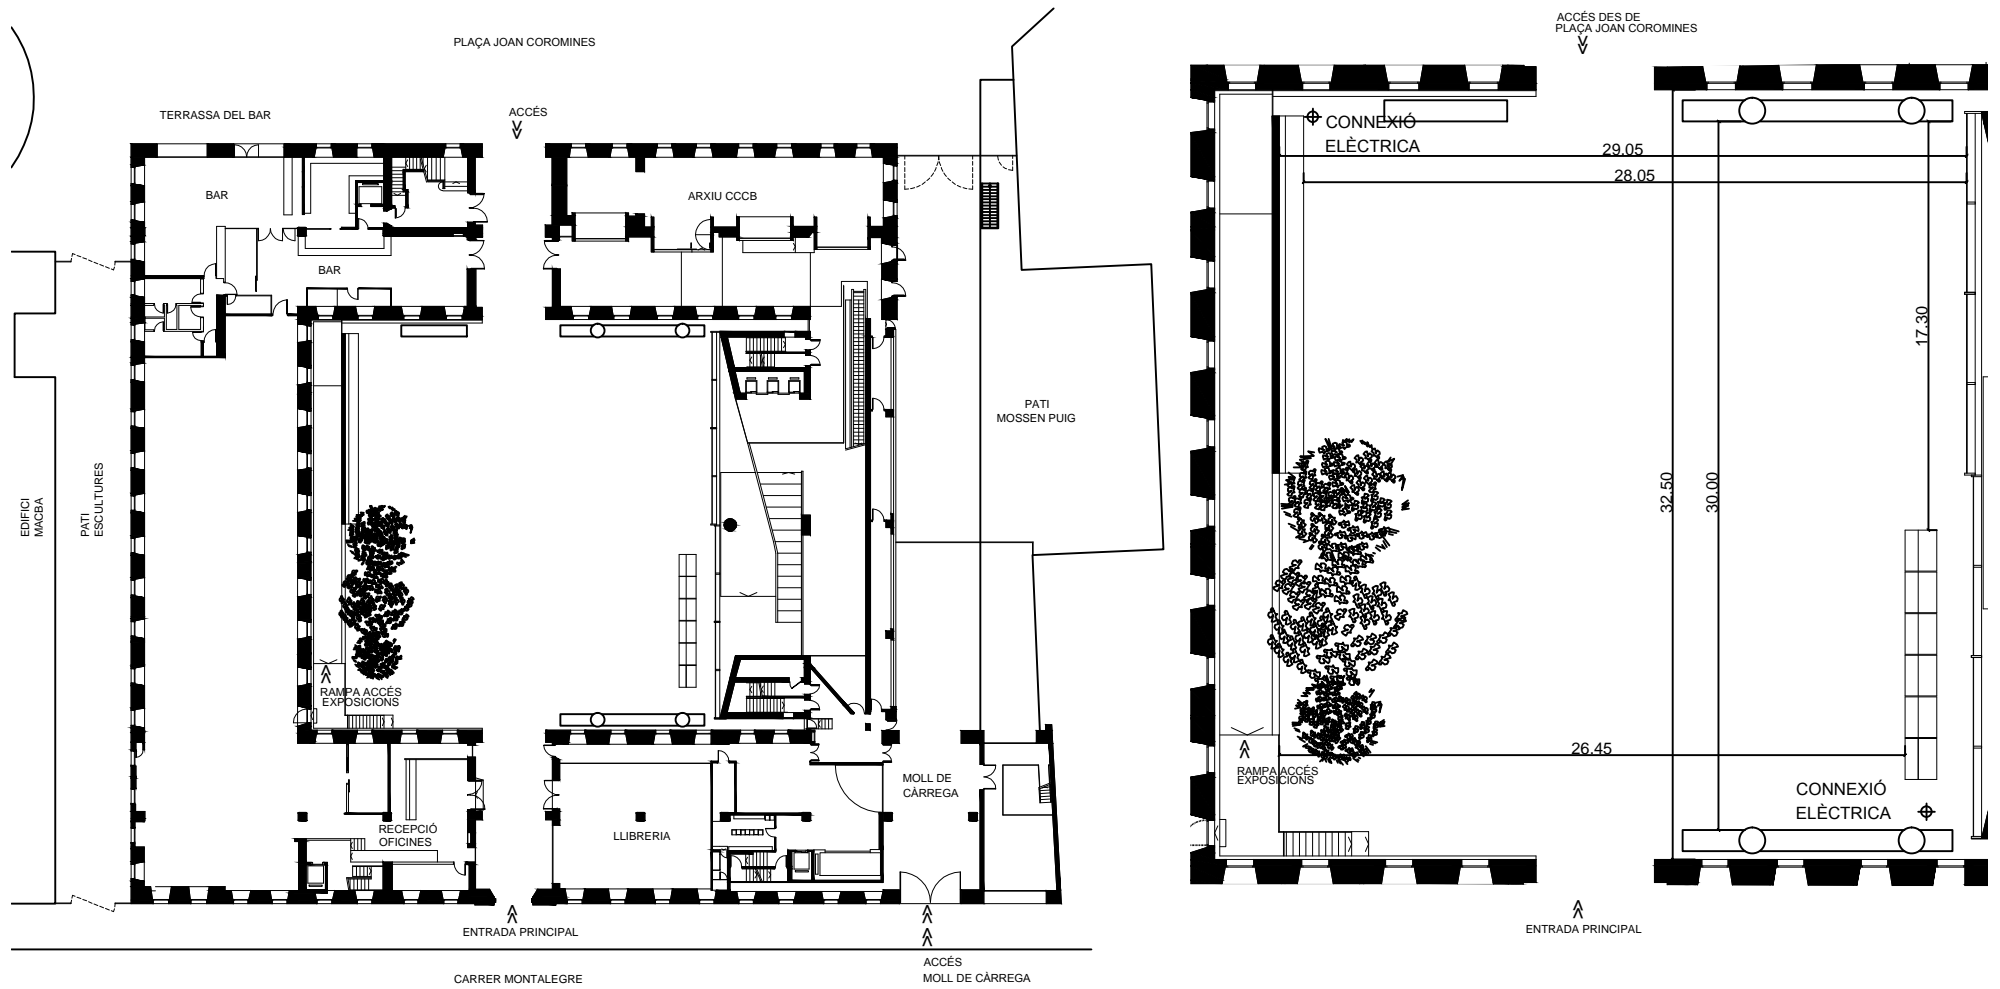 PLAÇA JOAN COROMINES
TERRASSA DEL BAR
ACCÉS
BAR
ARXIU CCCB
BAR
PATI
MOSSEN PUIG
EDIFICI
MACBA
PATI
ESCULTURES
RAMPA ACCÉS
EXPOSICIONS
MOLL DE
CÀRREGA
RECEPCIÓ
OFICINES
LLIBRERIA
ENTRADA PRINCIPAL
CARRER MONTALEGRE
ACCÉS
MOLL DE CÀRREGA
ACCÉS DES DE
PLAÇA JOAN COROMINES
CONNEXIÓ
ELÈCTRICA
29.05
28.05
17.30
32.50
30.00
26.45
RAMPA ACCÉS
EXPOSICIONS
CONNEXIÓ
ELÈCTRICA
ENTRADA PRINCIPAL